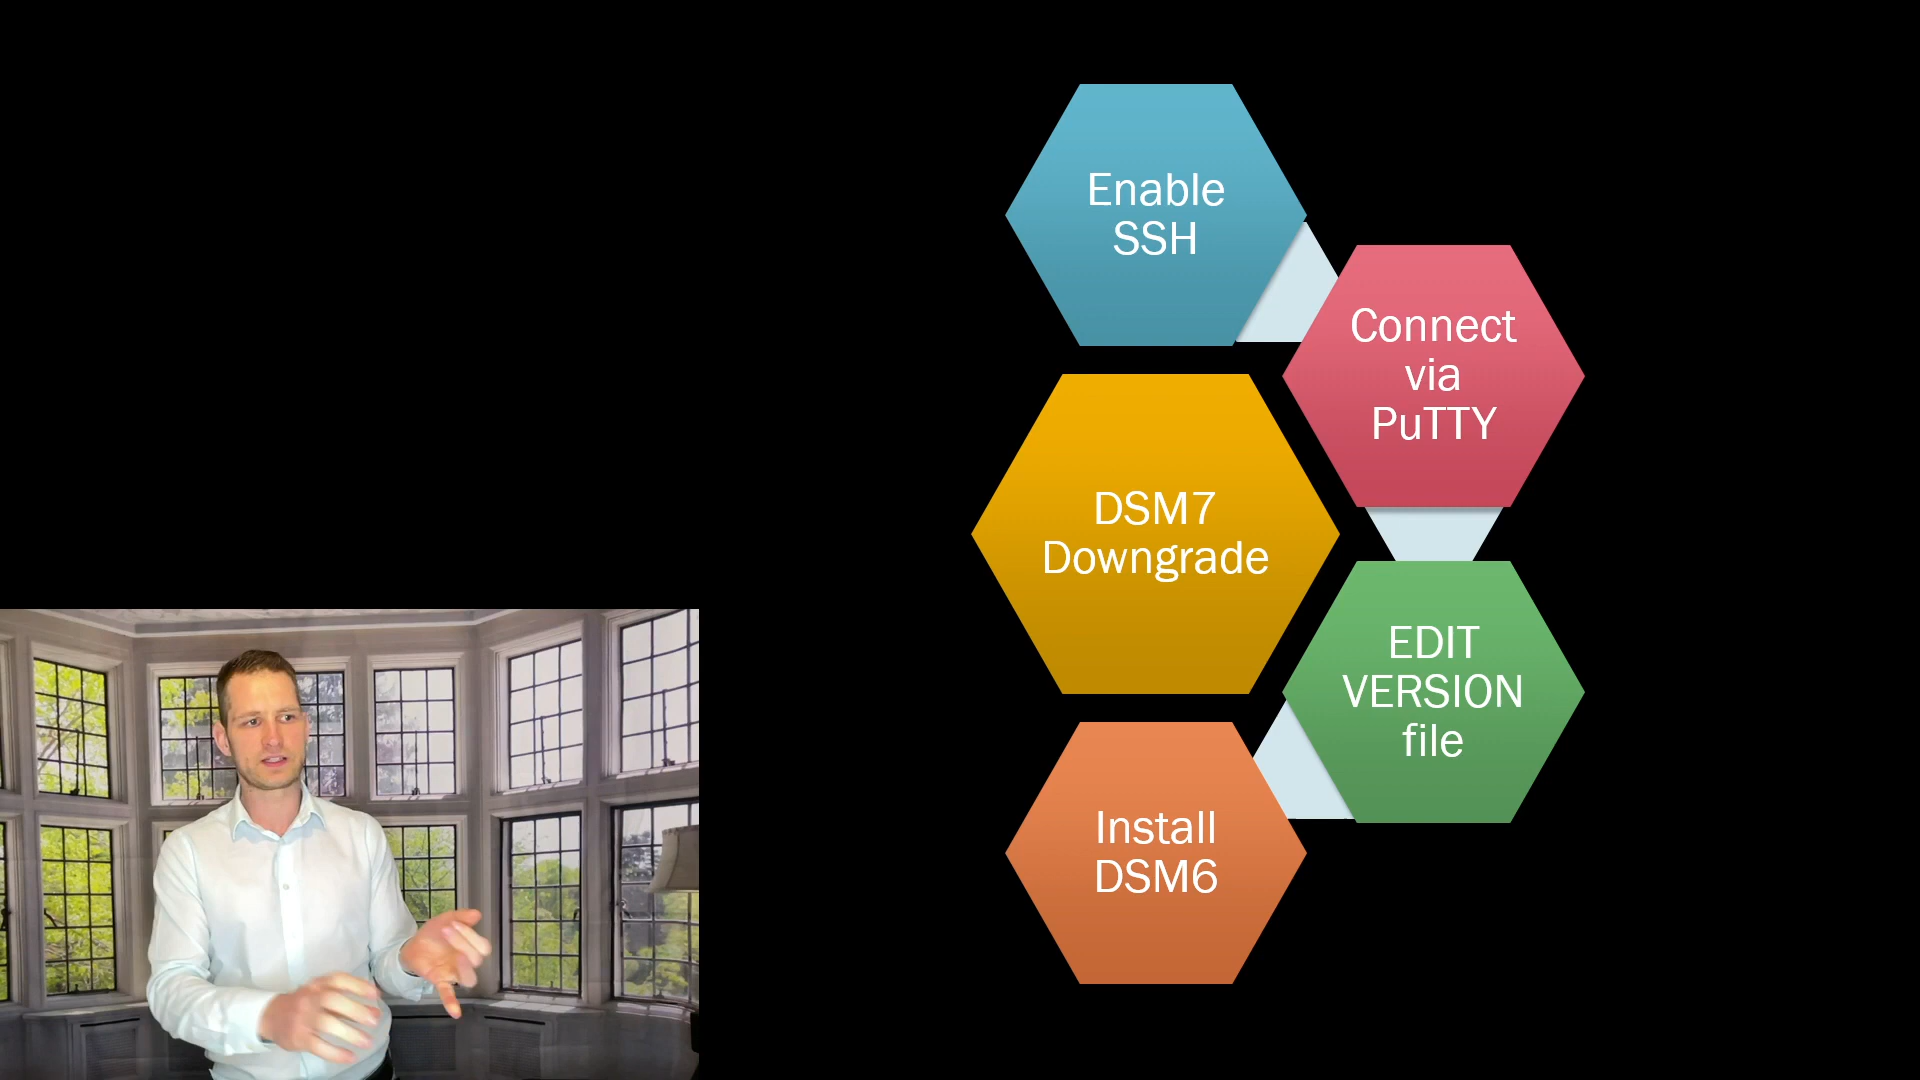 Enable
SSH
Connect
via
PuTTY
DSM7
Downgrade
EDIT
VERSION
file
Install
DSM6